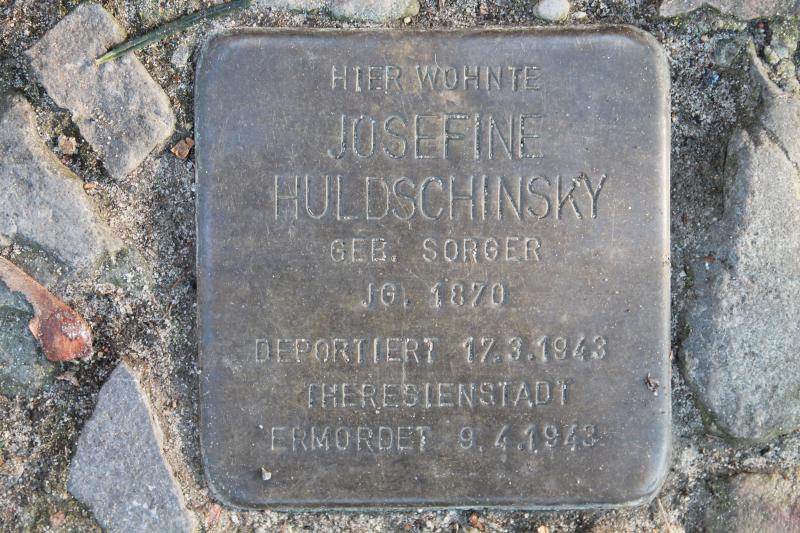 HIER WOHNTE
JOSEFINE
HULDSCHINSKY
GEB. SORGER
JG. 1870
DEPORTIERT 17.3.1943
THERESIENSTADT
ERMORDET 9.4.1943